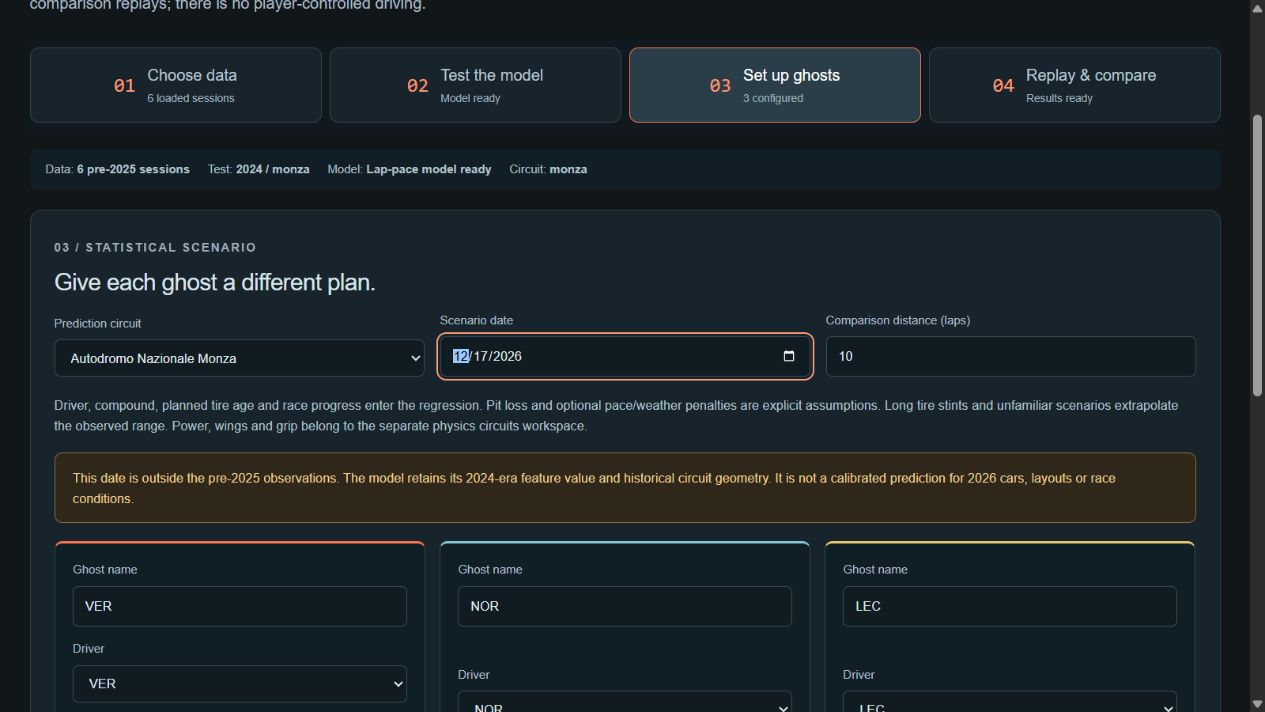 comparison replays; there is no player-controlled driving.
01
Choose data
6 loaded sessions
02
Test the model
Model ready
03
Set up ghosts
3 configured
04
Replay & compare
Results ready
Data: 6 pre-2025 sessions
Test: 2024 / monza
Model: Lap-pace model ready
Circuit: monza
03 / STATISTICAL SCENARIO
Give each ghost a different plan.
Prediction circuit
Autodromo Nazionale Monza
Scenario date
12/17/2026
Comparison distance (laps)
10
Driver, compound, planned tire age and race progress enter the regression. Pit loss and optional pace/weather penalties are explicit assumptions. Long tire stints and unfamiliar scenarios extrapolate
the observed range. Power, wings and grip belong to the separate physics circuits workspace.
This date is outside the pre-2025 observations. The model retains its 2024-era feature value and historical circuit geometry. It is not a calibrated prediction for 2026 cars, layouts or race
conditions.
Ghost name
VER
Driver
VER
Ghost name
NOR
Driver
NOR
Ghost name
LEC
Driver
LEC